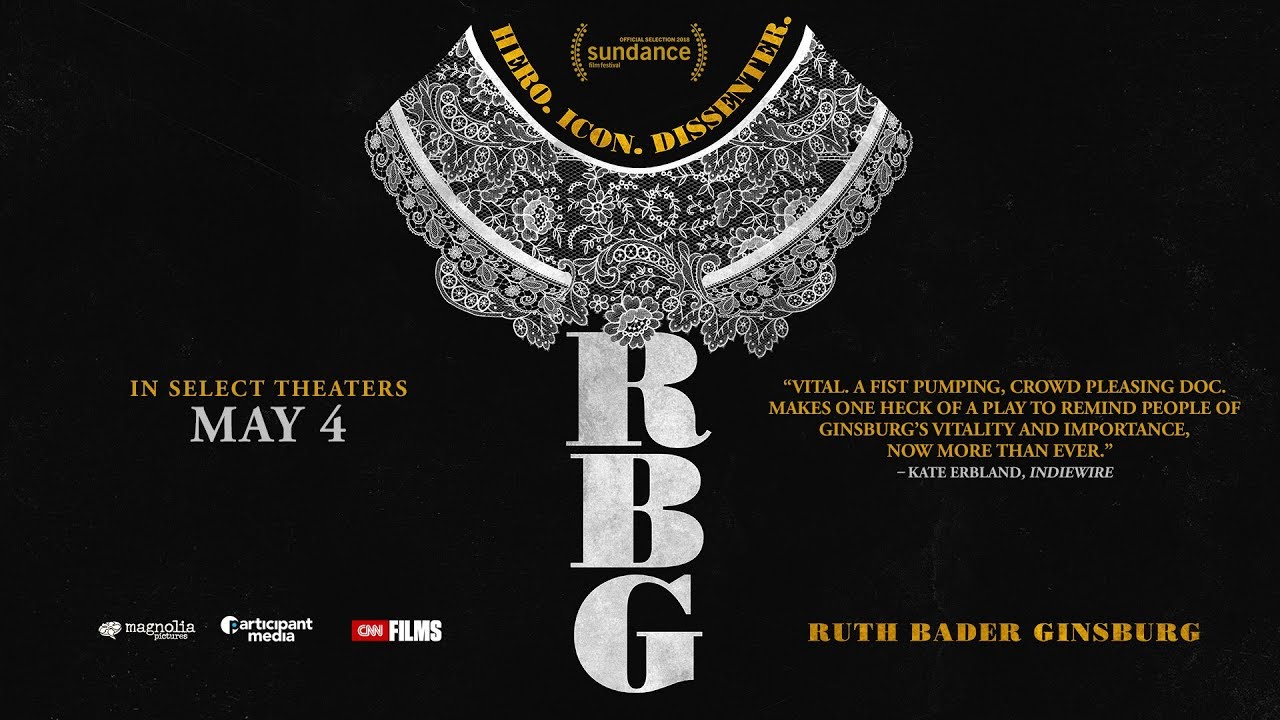 OFFICIAL SELECTION 2018
sundance
film festival
HERO. ICON. DISSENTER.
RBG
IN SELECT THEATERS
MAY 4
“VITAL. A FIST PUMPING, CROWD PLEASING DOC.
MAKES ONE HECK OF A PLAY TO REMIND PEOPLE OF
GINSBURG’S VITALITY AND IMPORTANCE,
NOW MORE THAN EVER.”
– KATE ERBLAND, INDIEWIRE
magnolia
pictures
Participant
media
CNN FILMS
RUTH BADER GINSBURG